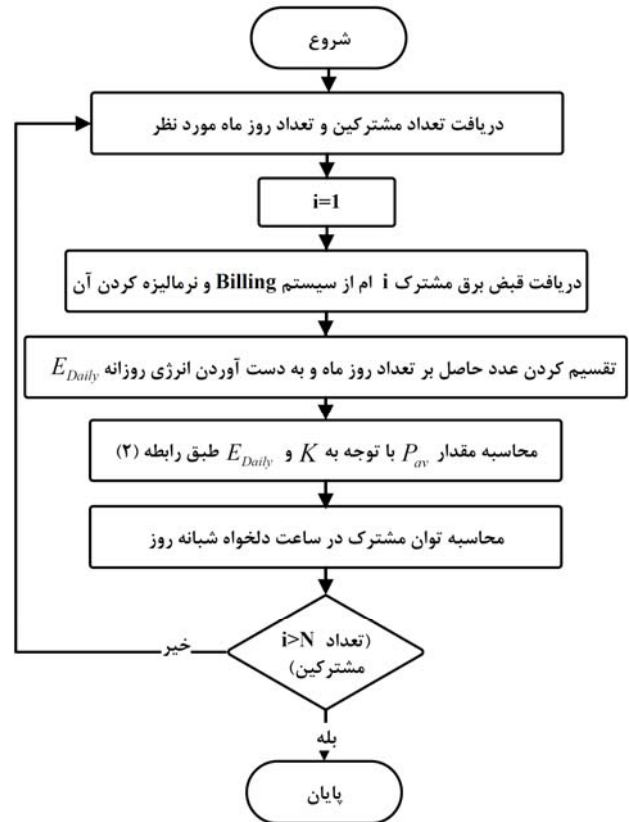 شروع
دریافت تعداد مشترکین و تعداد روز ماه مورد نظر
i=1
دریافت قبض برق مشترک i ام از سیستم Billing و نرمالیزه کردن آن
تقسیم کردن عدد حاصل بر تعداد روز ماه و به دست آوردن انرژی روزانه E_Daily
محاسبه مقدار P_av با توجه به K و E_Daily طبق رابطه (۲)
محاسبه توان مشترک در ساعت دلخواه شبانه روز
i>N (تعداد
مشترکین)
خیر
بله
پایان